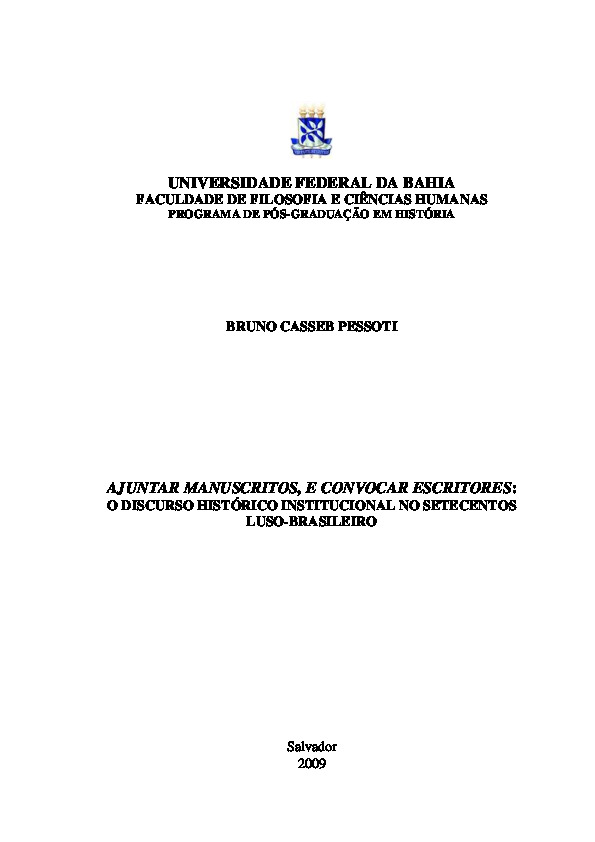 UNIVERSIDADE FEDERAL DA BAHIA
FACULDADE DE FILOSOFIA E CIÊNCIAS HUMANAS
PROGRAMA DE PÓS-GRADUAÇÃO EM HISTÓRIA
BRUNO CASSEB PESSOTI
AJUNTAR MANUSCRITOS, E CONVOCAR ESCRITORES:
O DISCURSO HISTÓRICO INSTITUCIONAL NO SETECENTOS
LUSO-BRASILEIRO
Salvador
2009